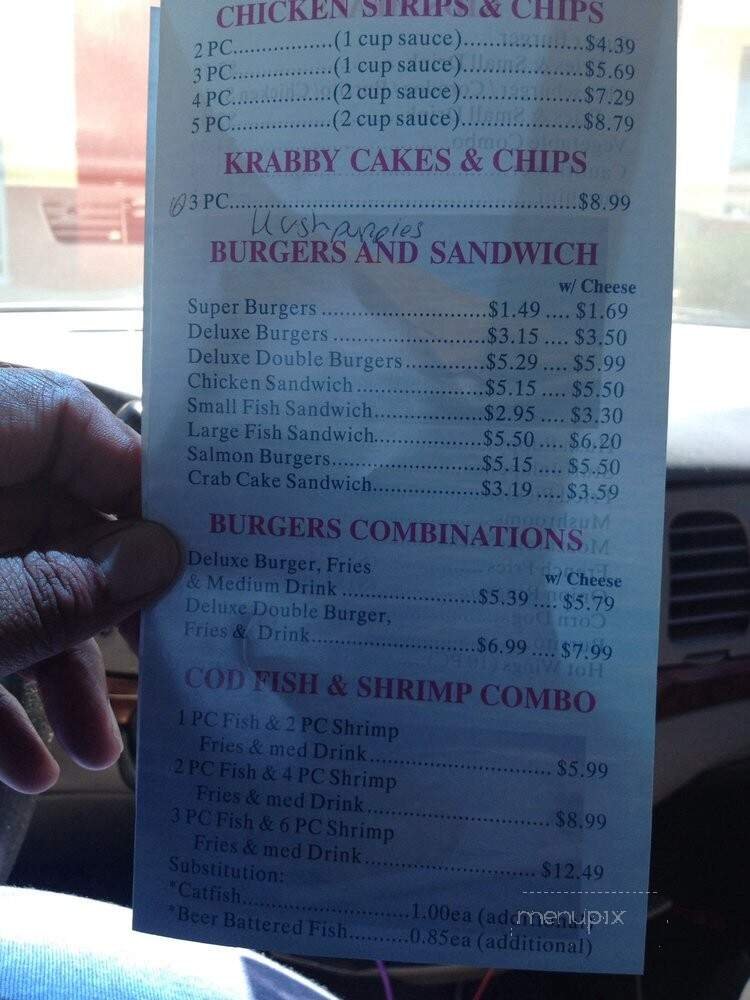 CHICKEN STRIPS & CHIPS
2 PC..................(1 cup sauce)......................$4.39
3 PC..................(1 cup sauce)......................$5.69
4 PC..................(2 cup sauce)......................$7.29
5 PC..................(2 cup sauce)......................$8.79
KRABBY CAKES & CHIPS
3 PC...............................................................$8.99
Hushpuppies
BURGERS AND SANDWICH
w/ Cheese
Super Burgers ..............................$1.49 .... $1.69
Deluxe Burgers ............................$3.15 .... $3.50
Deluxe Double Burgers ..............$5.29 .... $5.99
Chicken Sandwich .......................$5.15 .... $5.50
Small Fish Sandwich....................$2.95 .... $3.30
Large Fish Sandwich....................$5.50 .... $6.20
Salmon Burgers...........................$5.15 .... $5.50
Crab Cake Sandwich....................$3.19 .... $3.59
BURGERS COMBINATIONS
Deluxe Burger, Fries
w/ Cheese
& Medium Drink ........................$5.39 .... $5.79
Deluxe Double Burger,
Fries & Drink..............................$6.99 .... $7.99
COD FISH & SHRIMP COMBO
1 PC Fish & 2 PC Shrimp
Fries & med Drink................................. $5.99
2 PC Fish & 4 PC Shrimp
Fries & med Drink................................. $8.99
3 PC Fish & 6 PC Shrimp
Fries & med Drink................................. $12.49
Substitution:
*Catfish..............................1.00ea (additional)
*Beer Battered Fish..........0.85ea (additional)
menupix